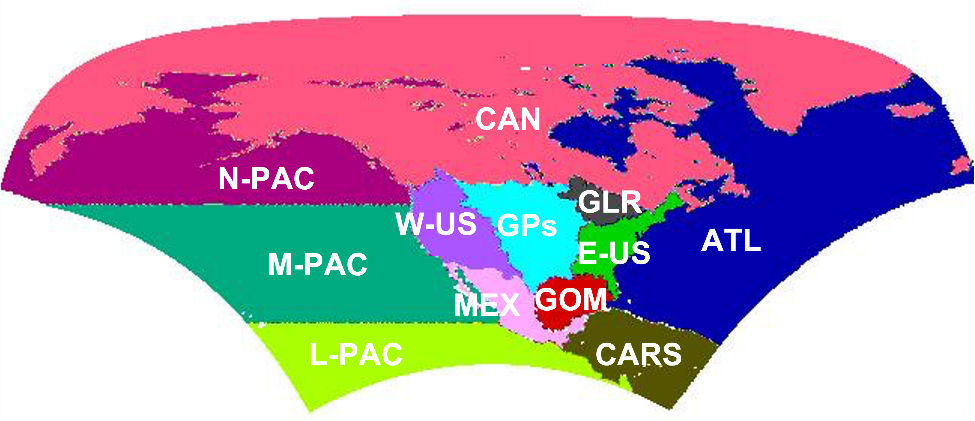 CAN
N-PAC
GLR
W-US
GPs
E-US
ATL
M-PAC
MEX
GOM
L-PAC
CARS